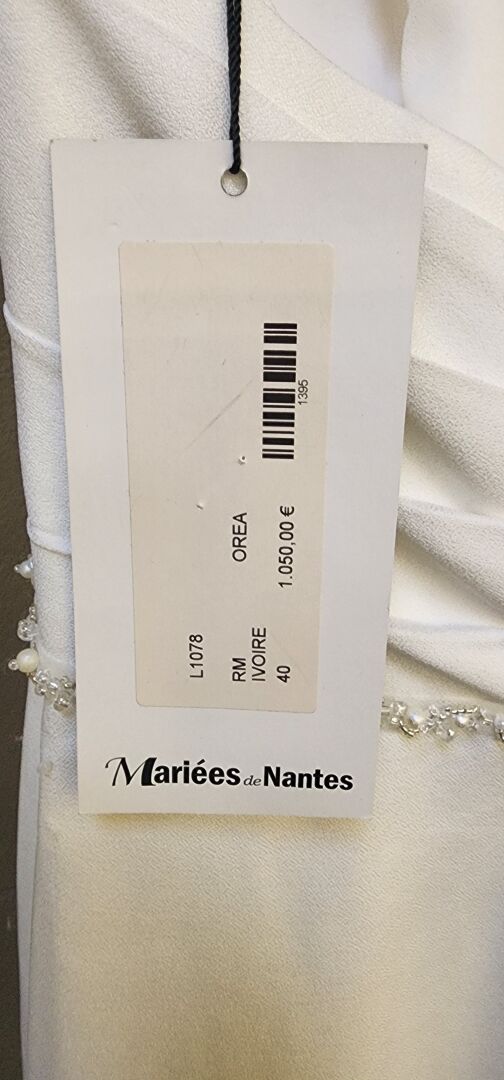 L1078
RM OREA
IVOIRE
40 1.050,00 €
1395
Mariées de Nantes